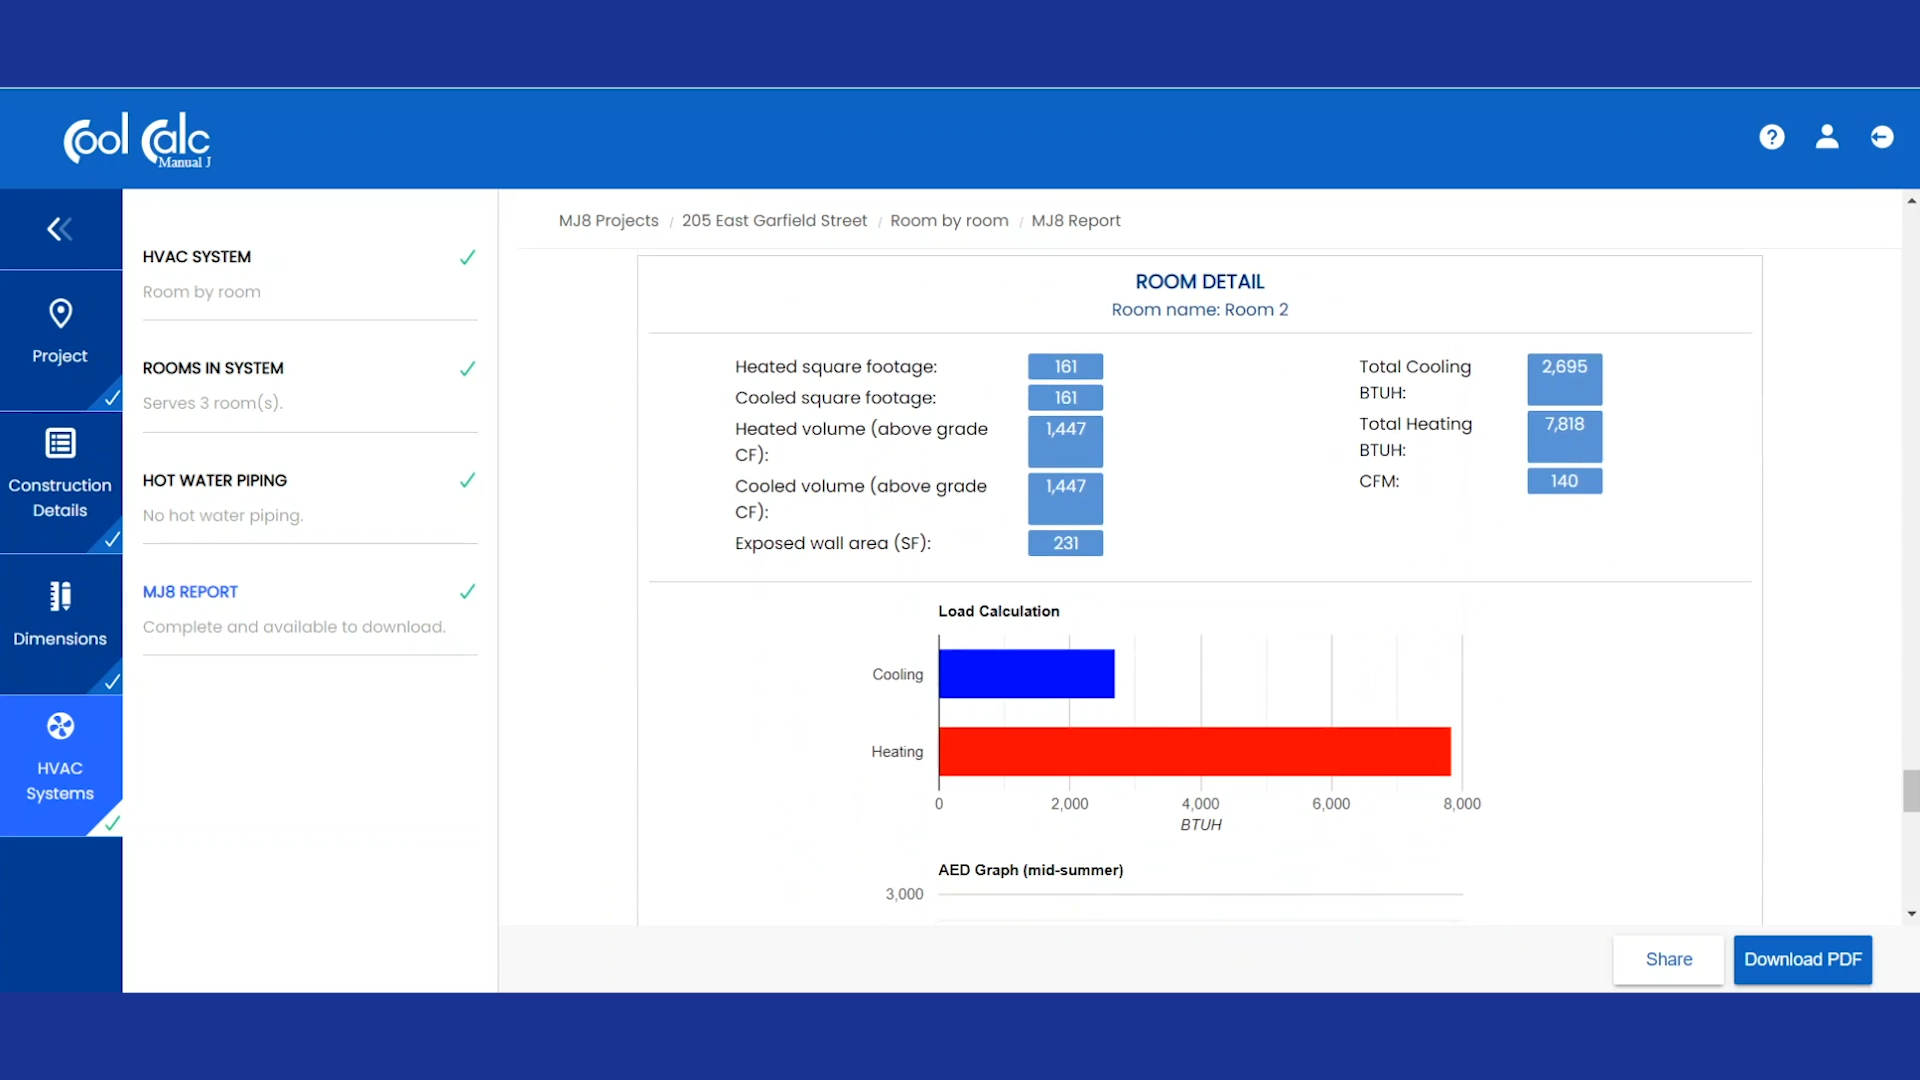 Cool Calc
Manual J
MJ8 Projects / 205 East Garfield Street / Room by room / MJ8 Report
Project
Construction
Details
Dimensions
HVAC
Systems
HVAC SYSTEM
Room by room
ROOMS IN SYSTEM
Serves 3 room(s).
HOT WATER PIPING
No hot water piping.
MJ8 REPORT
Complete and available to download.
ROOM DETAIL
Room name: Room 2
Heated square footage: 161
Cooled square footage: 161
Heated volume (above grade 1,447
CF):
Cooled volume (above grade 1,447
CF):
Exposed wall area (SF): 231
Total Cooling 2,695
BTUH:
Total Heating 7,818
BTUH:
CFM: 140
Load Calculation
Cooling
Heating
0 2,000 4,000 6,000 8,000
BTUH
AED Graph (mid-summer)
3,000
Share
Download PDF